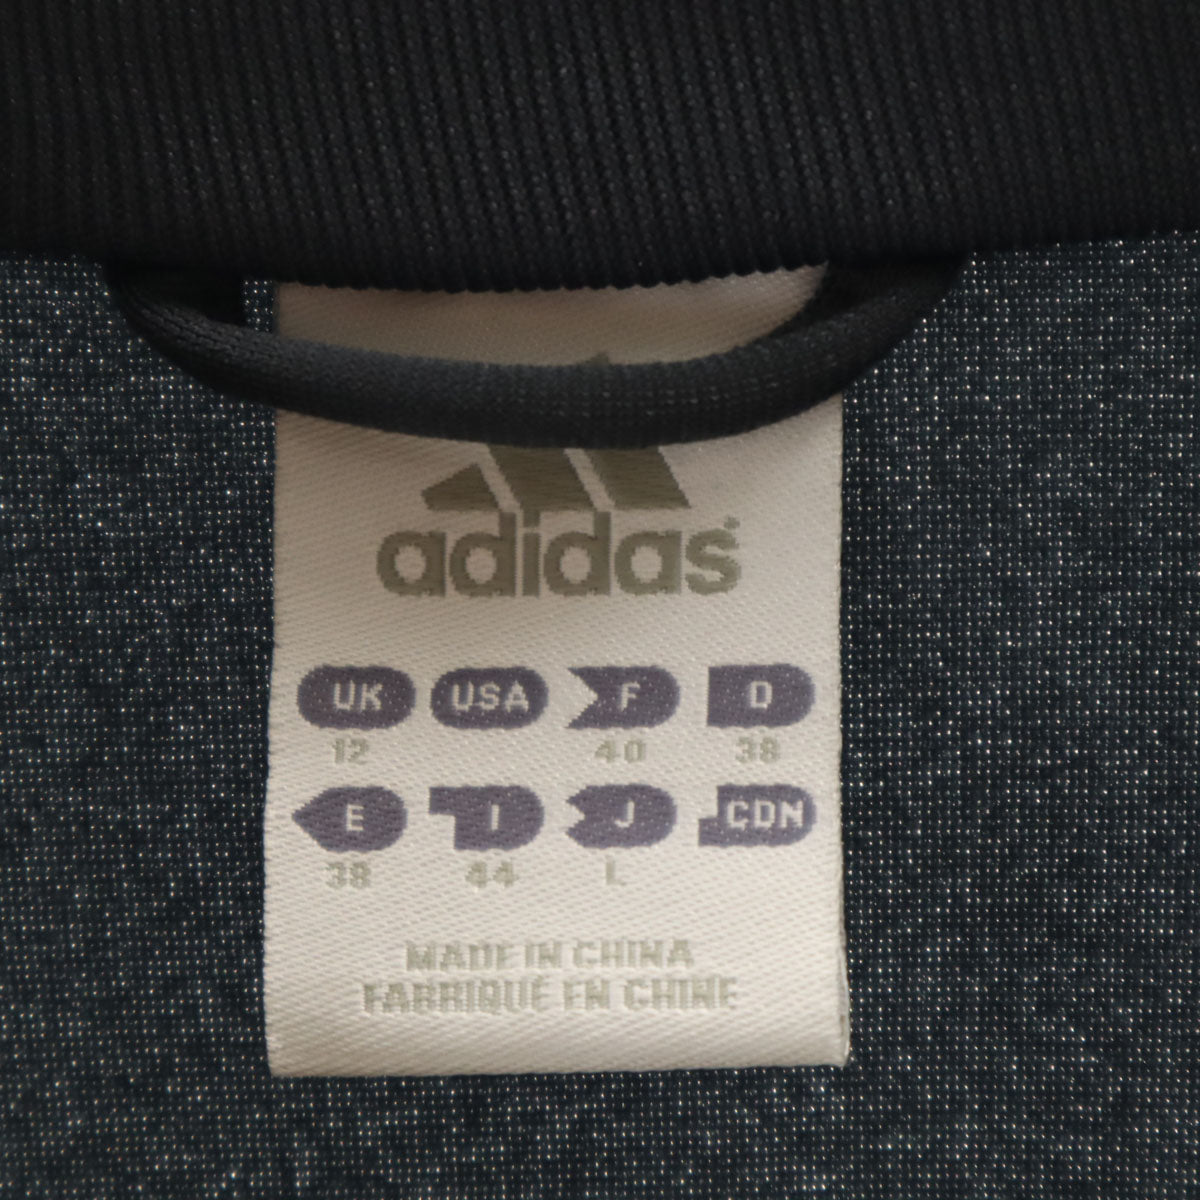 adidas
UK USA F D
12 40 38
E I J CDN
38 44 L
MADE IN CHINA
FABRIQUÉ EN CHINE